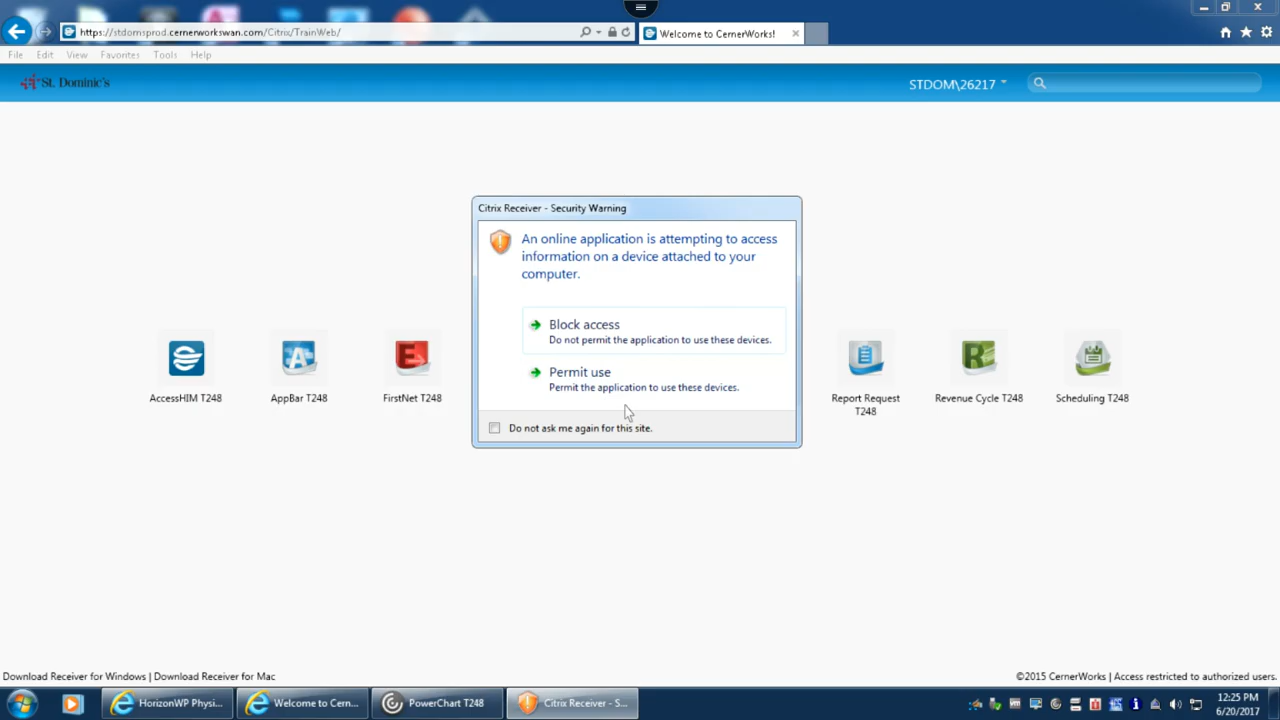 https://stdomsprod.cernerworkswan.com/Citrix/TrainWeb/
Welcome to CernerWorks!
File Edit View Favorites Tools Help
St. Dominic's
STDOM\26217
Citrix Receiver - Security Warning
An online application is attempting to access
information on a device attached to your
computer.
Block access
Do not permit the application to use these devices.
Permit use
Permit the application to use these devices.
Do not ask me again for this site.
AccessHIM T248
AppBar T248
FirstNet T248
Report Request
T248
Revenue Cycle T248
Scheduling T248
Download Receiver for Windows | Download Receiver for Mac
©2015 CernerWorks | Access restricted to authorized users.
HorizonWP Physi...
Welcome to Cern...
PowerChart T248
Citrix Receiver - S...
12:25 PM
6/20/2017